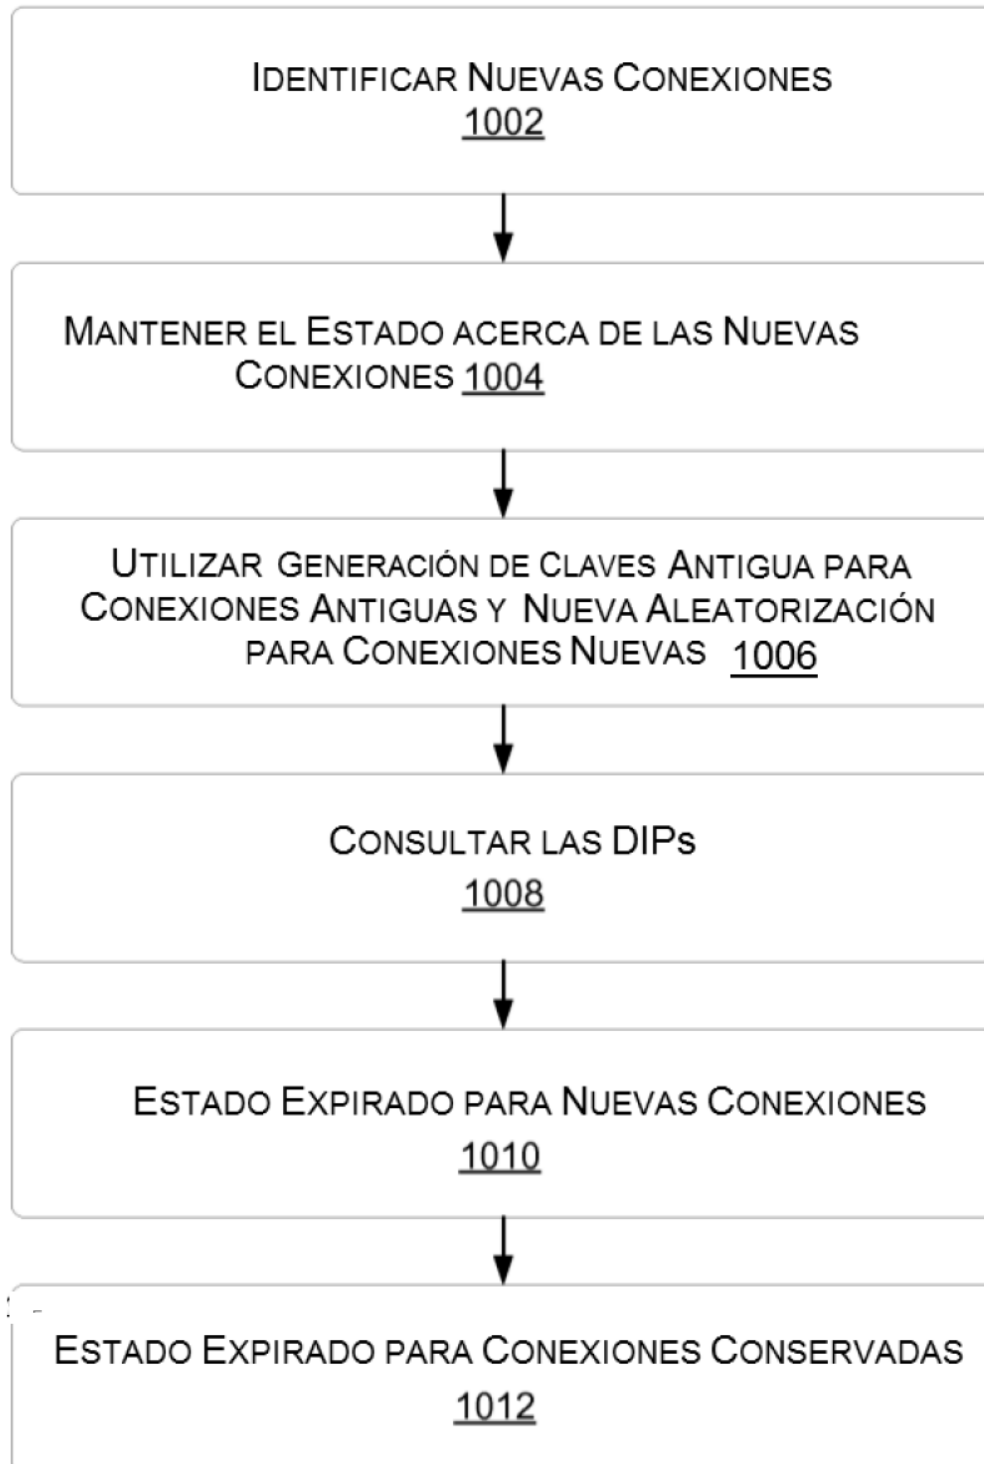 IDENTIFICAR NUEVAS CONEXIONES
1002
MANTENER EL ESTADO ACERCA DE LAS NUEVAS
CONEXIONES 1004
UTILIZAR GENERACIÓN DE CLAVES ANTIGUA PARA
CONEXIONES ANTIGUAS Y NUEVA ALEATORIZACIÓN
PARA CONEXIONES NUEVAS 1006
CONSULTAR LAS DIPs
1008
ESTADO EXPIRADO PARA NUEVAS CONEXIONES
1010
ESTADO EXPIRADO PARA CONEXIONES CONSERVADAS
1012